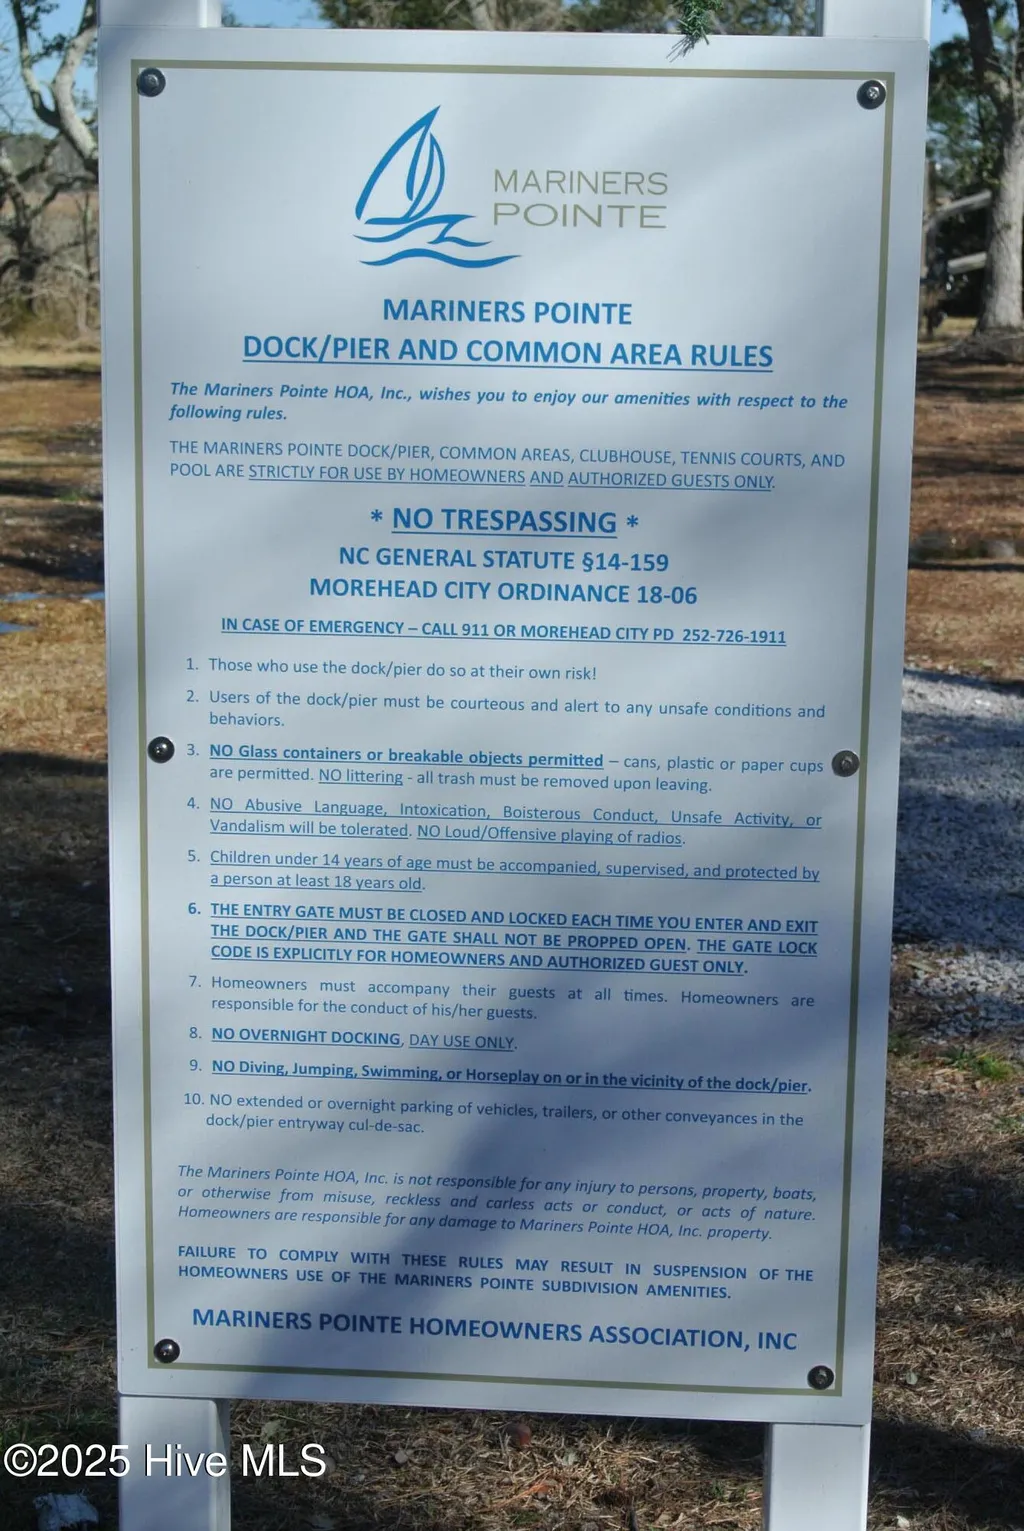 MARINERS
POINTE
MARINERS POINTE
DOCK/PIER AND COMMON AREA RULES
The Mariners Pointe HOA, Inc., wishes you to enjoy our amenities with respect to the
following rules.
THE MARINERS POINTE DOCK/PIER, COMMON AREAS, CLUBHOUSE, TENNIS COURTS, AND
POOL ARE STRICTLY FOR USE BY HOMEOWNERS AND AUTHORIZED GUESTS ONLY.
* NO TRESPASSING *
NC GENERAL STATUTE §14-159
MOREHEAD CITY ORDINANCE 18-06
IN CASE OF EMERGENCY – CALL 911 OR MOREHEAD CITY PD 252-726-1911
1. Those who use the dock/pier do so at their own risk!
2. Users of the dock/pier must be courteous and alert to any unsafe conditions and
behaviors.
3. NO Glass containers or breakable objects permitted – cans, plastic or paper cups
are permitted. NO littering - all trash must be removed upon leaving.
4. NO Abusive Language, Intoxication, Boisterous Conduct, Unsafe Activity, or
Vandalism will be tolerated. NO Loud/Offensive playing of radios.
5. Children under 14 years of age must be accompanied, supervised, and protected by
a person at least 18 years old.
6. THE ENTRY GATE MUST BE CLOSED AND LOCKED EACH TIME YOU ENTER AND EXIT
THE DOCK/PIER AND THE GATE SHALL NOT BE PROPPED OPEN. THE GATE LOCK
CODE IS EXPLICITLY FOR HOMEOWNERS AND AUTHORIZED GUEST ONLY.
7. Homeowners must accompany their guests at all times. Homeowners are
responsible for the conduct of his/her guests.
8. NO OVERNIGHT DOCKING, DAY USE ONLY.
9. NO Diving, Jumping, Swimming, or Horseplay on or in the vicinity of the dock/pier.
10. NO extended or overnight parking of vehicles, trailers, or other conveyances in the
dock/pier entryway cul-de-sac.
The Mariners Pointe HOA, Inc. is not responsible for any injury to persons, property, boats,
or otherwise from misuse, reckless and carless acts or conduct, or acts of nature.
Homeowners are responsible for any damage to Mariners Pointe HOA, Inc. property.
FAILURE TO COMPLY WITH THESE RULES MAY RESULT IN SUSPENSION OF THE
HOMEOWNERS USE OF THE MARINERS POINTE SUBDIVISION AMENITIES.
MARINERS POINTE HOMEOWNERS ASSOCIATION, INC
©2025 Hive MLS